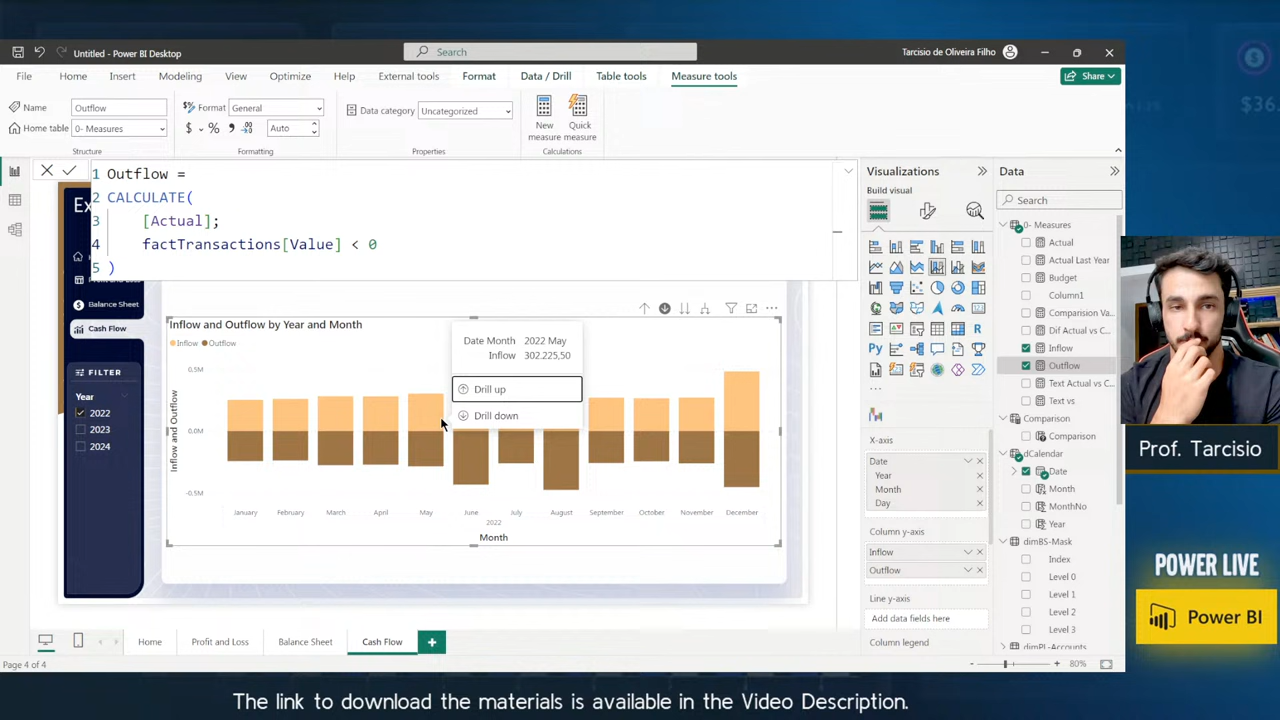 Untitled - Power BI Desktop
Search
Tarcisio de Oliveira Filho
File
Home
Insert
Modeling
View
Optimize
Help
External tools
Format
Data / Drill
Table tools
Measure tools
Share
Name
Outflow
Home table
0- Measures
Structure
Format
General
$
%
Auto
Formatting
Data category
Uncategorized
Properties
New measure
Quick measure
Calculations
1 Outflow =
2 CALCULATE(
3 [Actual];
4 factTransactions[Value] < 0
5 )
Balance Sheet
Cash Flow
FILTER
Year
2022
2023
2024
Inflow and Outflow by Year and Month
Inflow
Outflow
Inflow and Outflow
0.5M
0.0M
-0.5M
January
February
March
April
May
June
July
August
September
October
November
December
2022
Month
Date Month 2022 May
Inflow 302.225,50
Drill up
Drill down
Visualizations
Build visual
X-axis
Date
Year
Month
Day
Column y-axis
Inflow
Outflow
Line y-axis
Add data fields here
Column legend
Data
Search
0- Measures
Actual
Actual Last Year
Budget
Column1
Comparision Va...
Dif Actual vs C...
Inflow
Outflow
Text Actual vs C...
Text vs
Comparison
Comparison
dCalendar
Date
Month
MonthNo
Year
dimBS-Mask
Index
Level 0
Level 1
Level 2
Level 3
dimPL-Accounts
Home
Profit and Loss
Balance Sheet
Cash Flow
Page 4 of 4
80%
Prof. Tarcisio
POWER LIVE
Power BI
The link to download the materials is available in the Video Description.